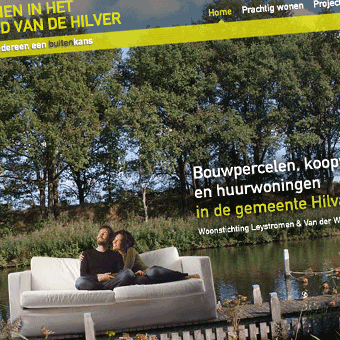 EN IN HET
D VAN DE HILVER
dereen een buitenkans
Home Prachtig wonen Projec
Bouwpercelen, koop
en huurwoningen
in de gemeente Hilva
Woonstichting Leystromen & Van der W